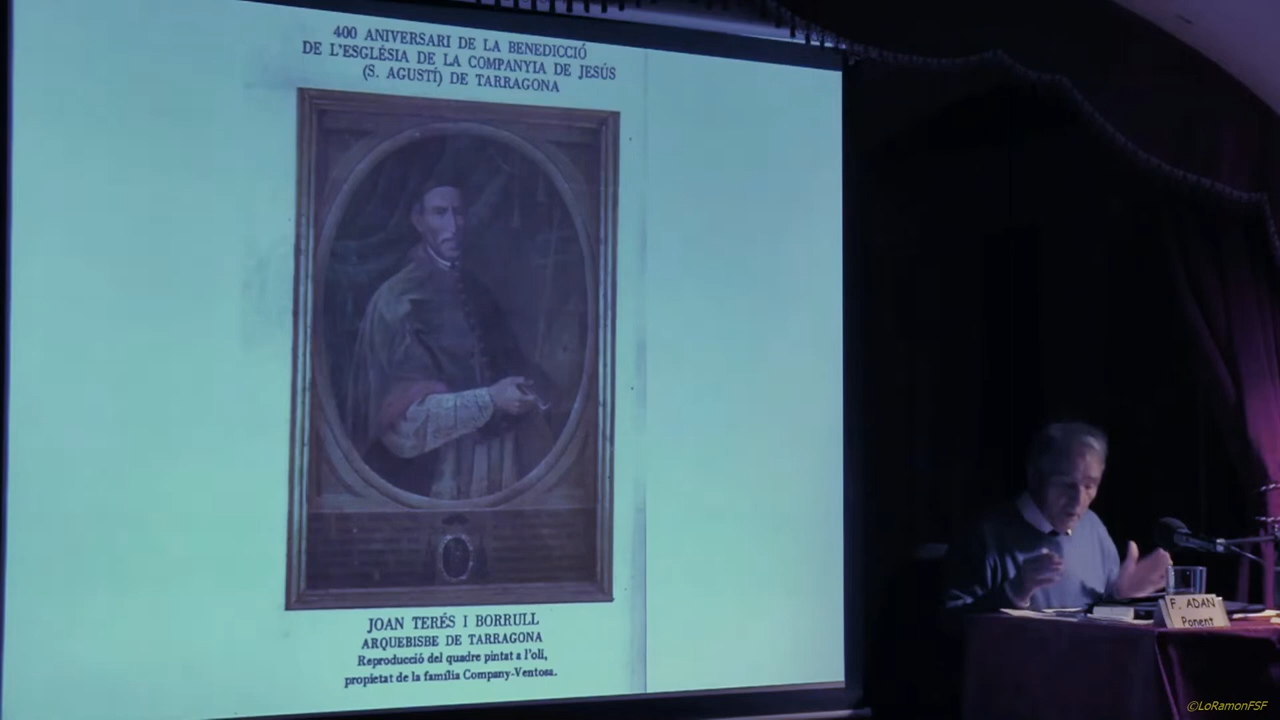 400 ANIVERSARI DE LA BENEDICCIÓ
DE L'ESGLÉSIA DE LA COMPANYIA DE JESÚS
(S. AGUSTÍ) DE TARRAGONA
JOAN TERÉS I BORRULL
ARQUEBISBE DE TARRAGONA
Reproducció del quadre pintat a l'oli,
propietat de la família Company-Ventosa.
F. ADAN
Ponent
©LoRamonFSF